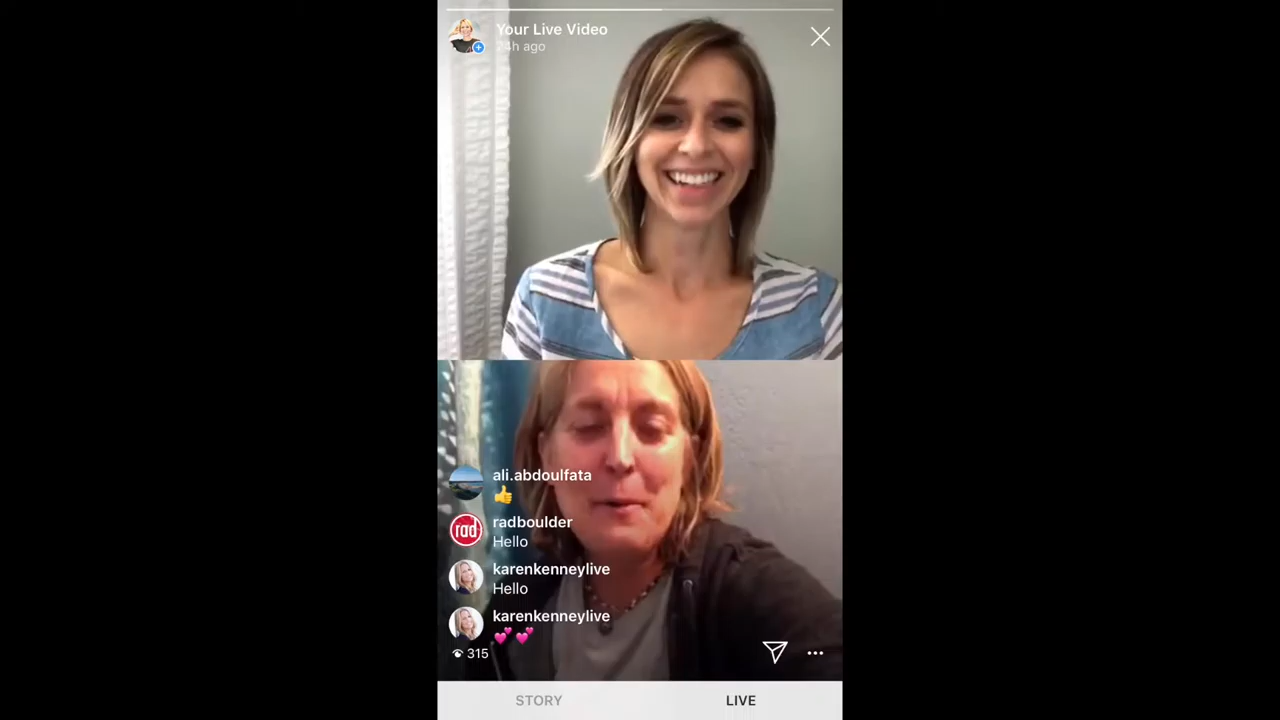 Your Live Video
24h ago
ali.abdoulfata
👍
radboulder
rad
Hello
karenkenneylive
Hello
karenkenneylive
💕 💕
315
STORY
LIVE